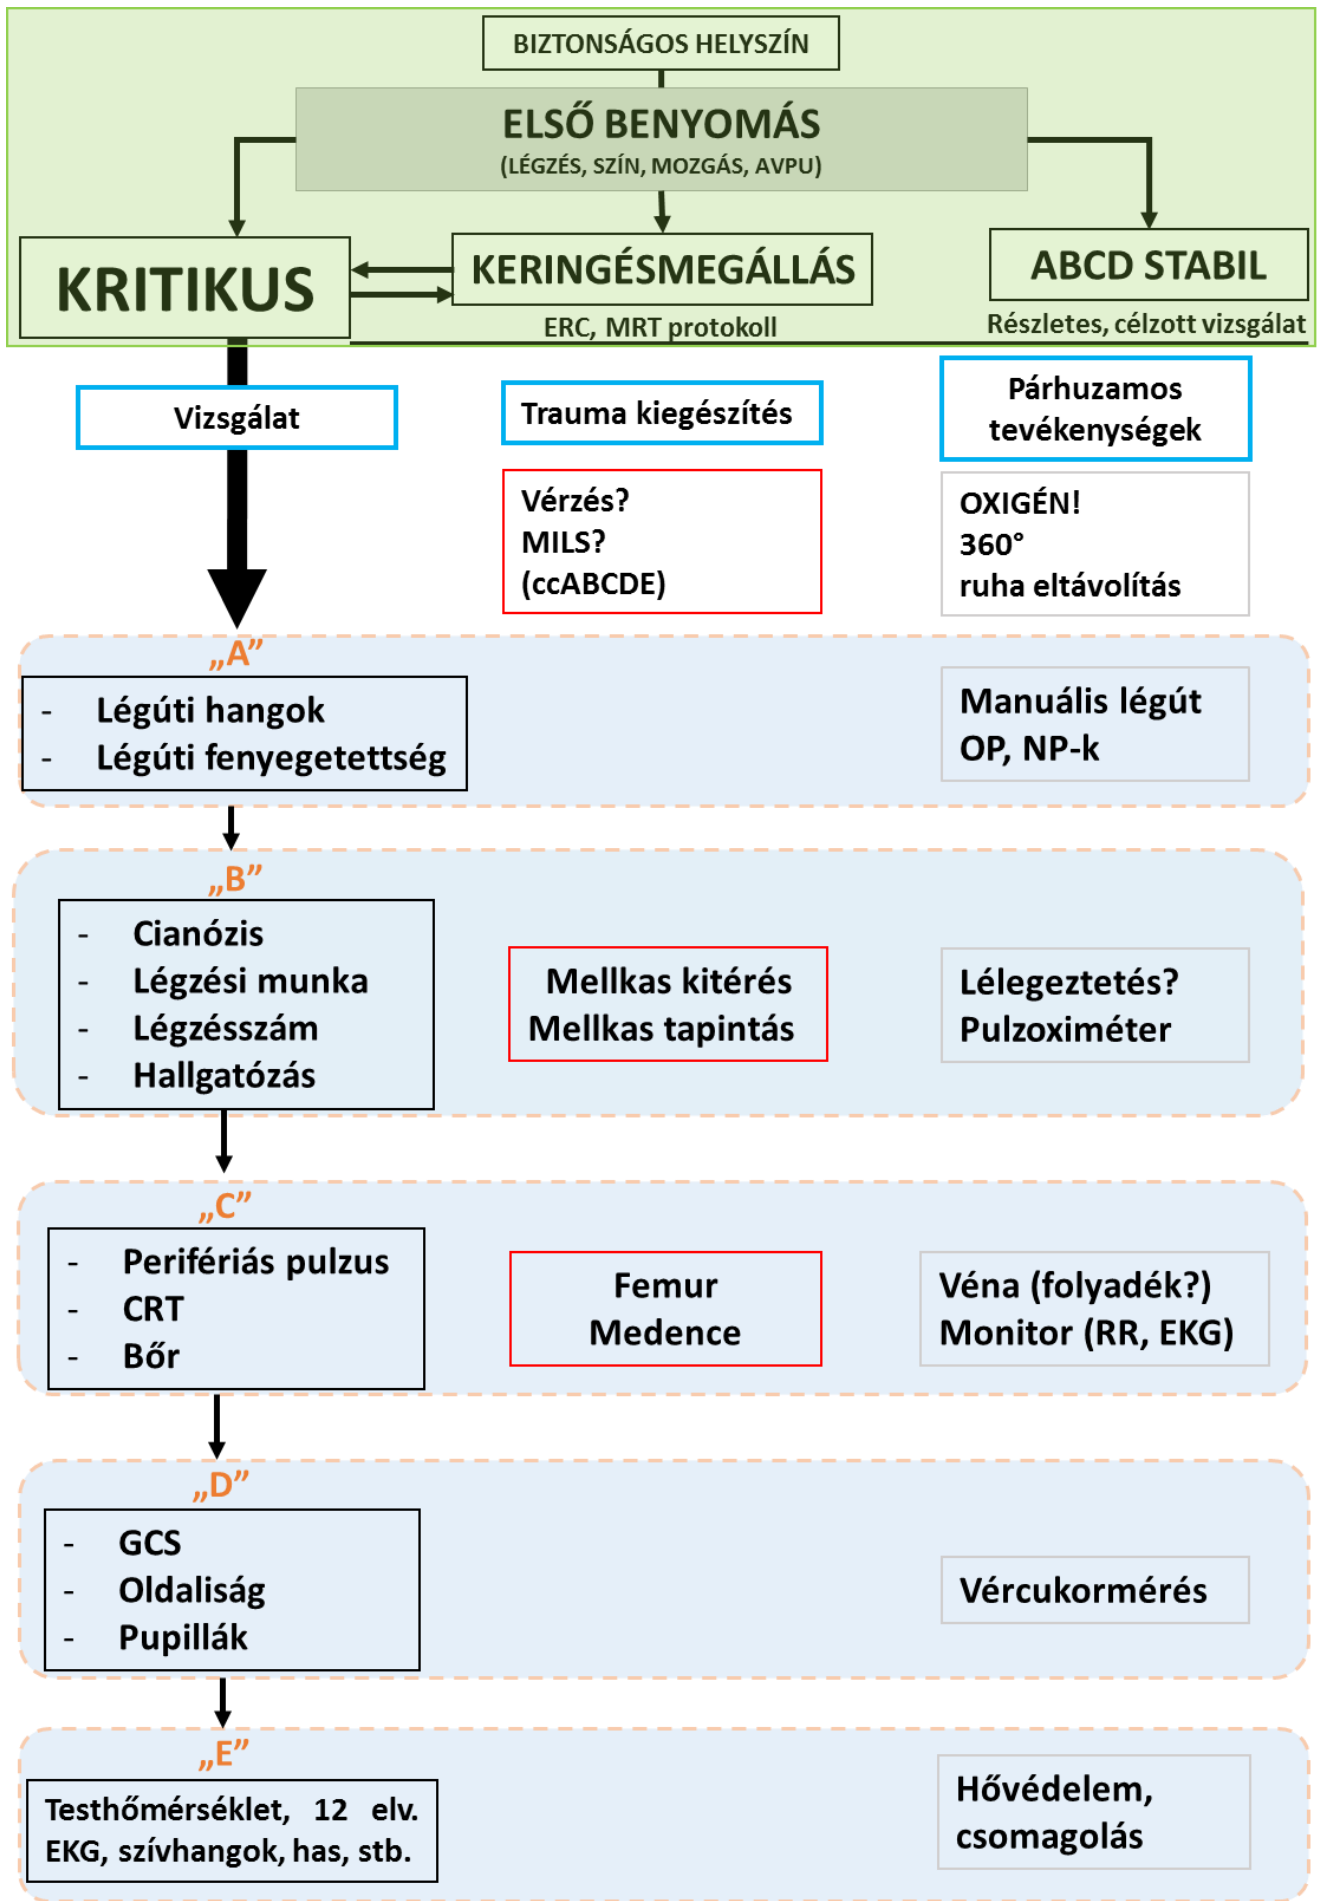 BIZTONSÁGOS HELYSZÍN
ELSŐ BENYOMÁS
(LÉGZÉS, SZÍN, MOZGÁS, AVPU)
KRITIKUS
KERINGÉSMEGÁLLÁS
ERC, MRT protokoll
ABCD STABIL
Részletes, célzott vizsgálat
Vizsgálat
Trauma kiegészítés
Párhuzamos
tevékenységek
Vérzés?
MILS?
(ccABCDE)
OXIGÉN!
360°
ruha eltávolítás
„A”
- Légúti hangok
- Légúti fenyegetettség
Manuális légút
OP, NP-k
„B”
- Cianózis
- Légzési munka
- Légzésszám
- Hallgatózás
Mellkas kitérés
Mellkas tapintás
Lélegeztetés?
Pulzoximéter
„C”
- Perifériás pulzus
- CRT
- Bőr
Femur
Medence
Véna (folyadék?)
Monitor (RR, EKG)
„D”
- GCS
- Oldaliság
- Pupillák
Vércukormérés
„E”
Testhőmérséklet, 12 elv.
EKG, szívhangok, has, stb.
Hővédelem,
csomagolás